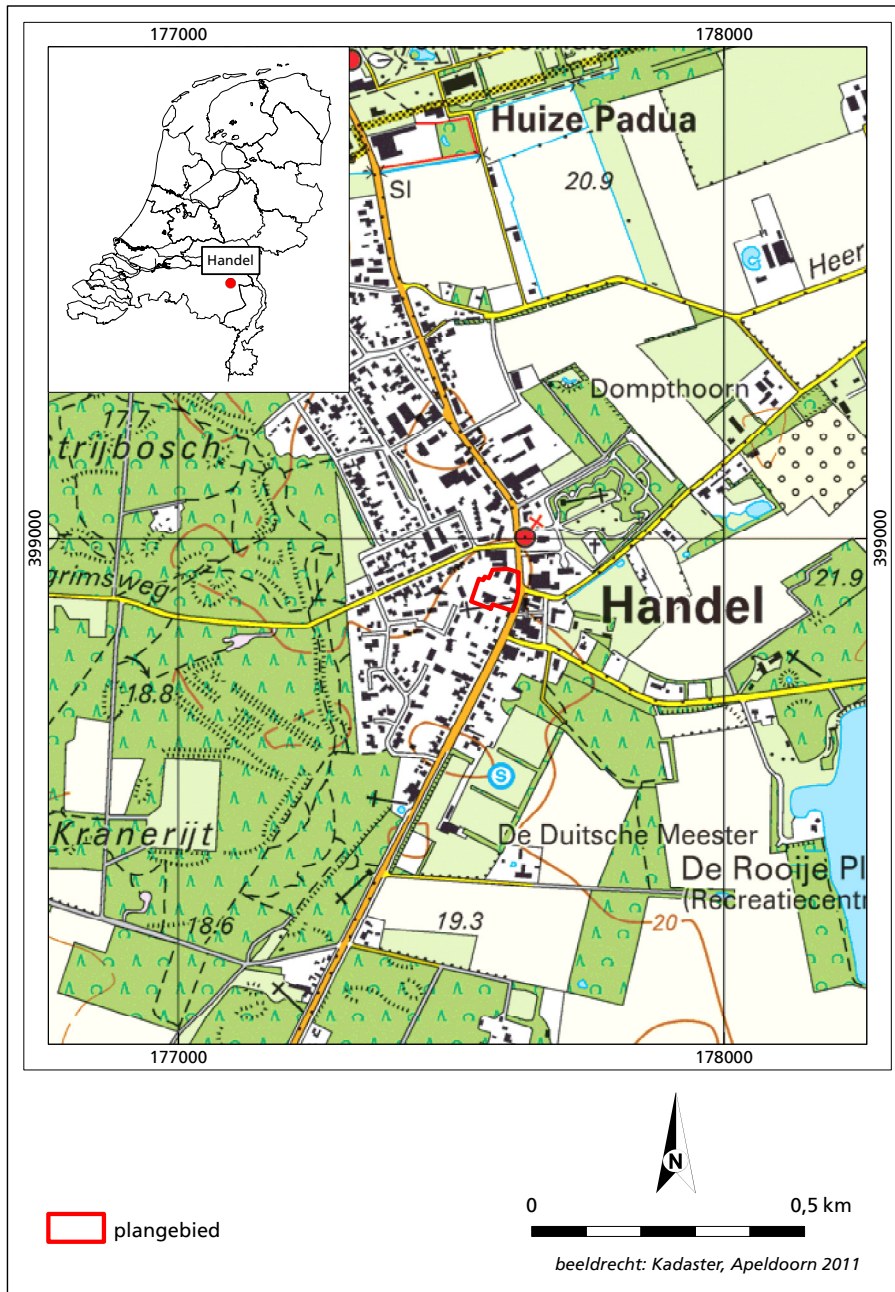 177000
178000
Handel
Huize Padua
SI
20.9
Heer
Dompthoorn
17.7
trijbosch
399000
399000
grimsweg
21.9
Handel
18.8
S
Kranerijt
De Duitsche Meester
De Rooije Pl
(Recreatiecentr
18.6
19.3
20
177000
178000
N
0
0,5 km
plangebied
beeldrecht: Kadaster, Apeldoorn 2011